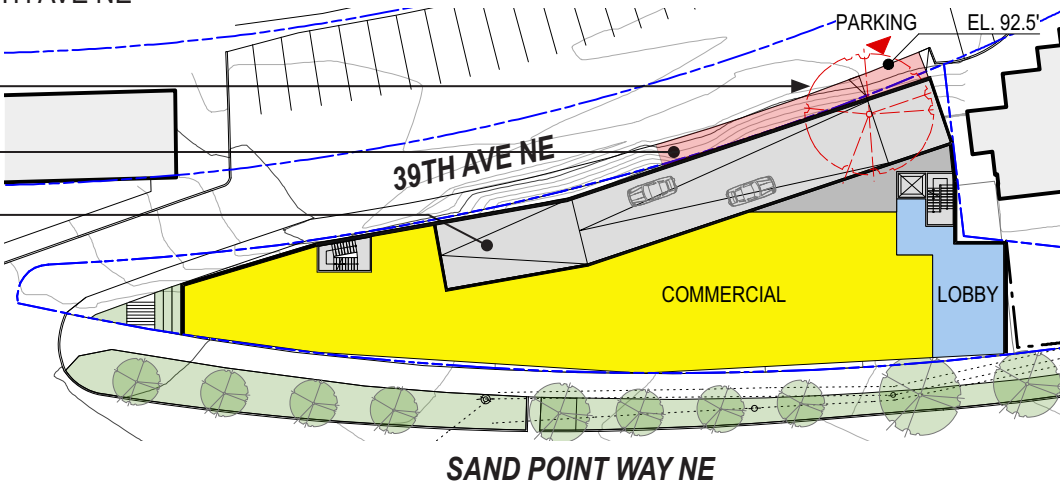 PARKING
EL. 92.5'
39TH AVE NE
COMMERCIAL
LOBBY
SAND POINT WAY NE